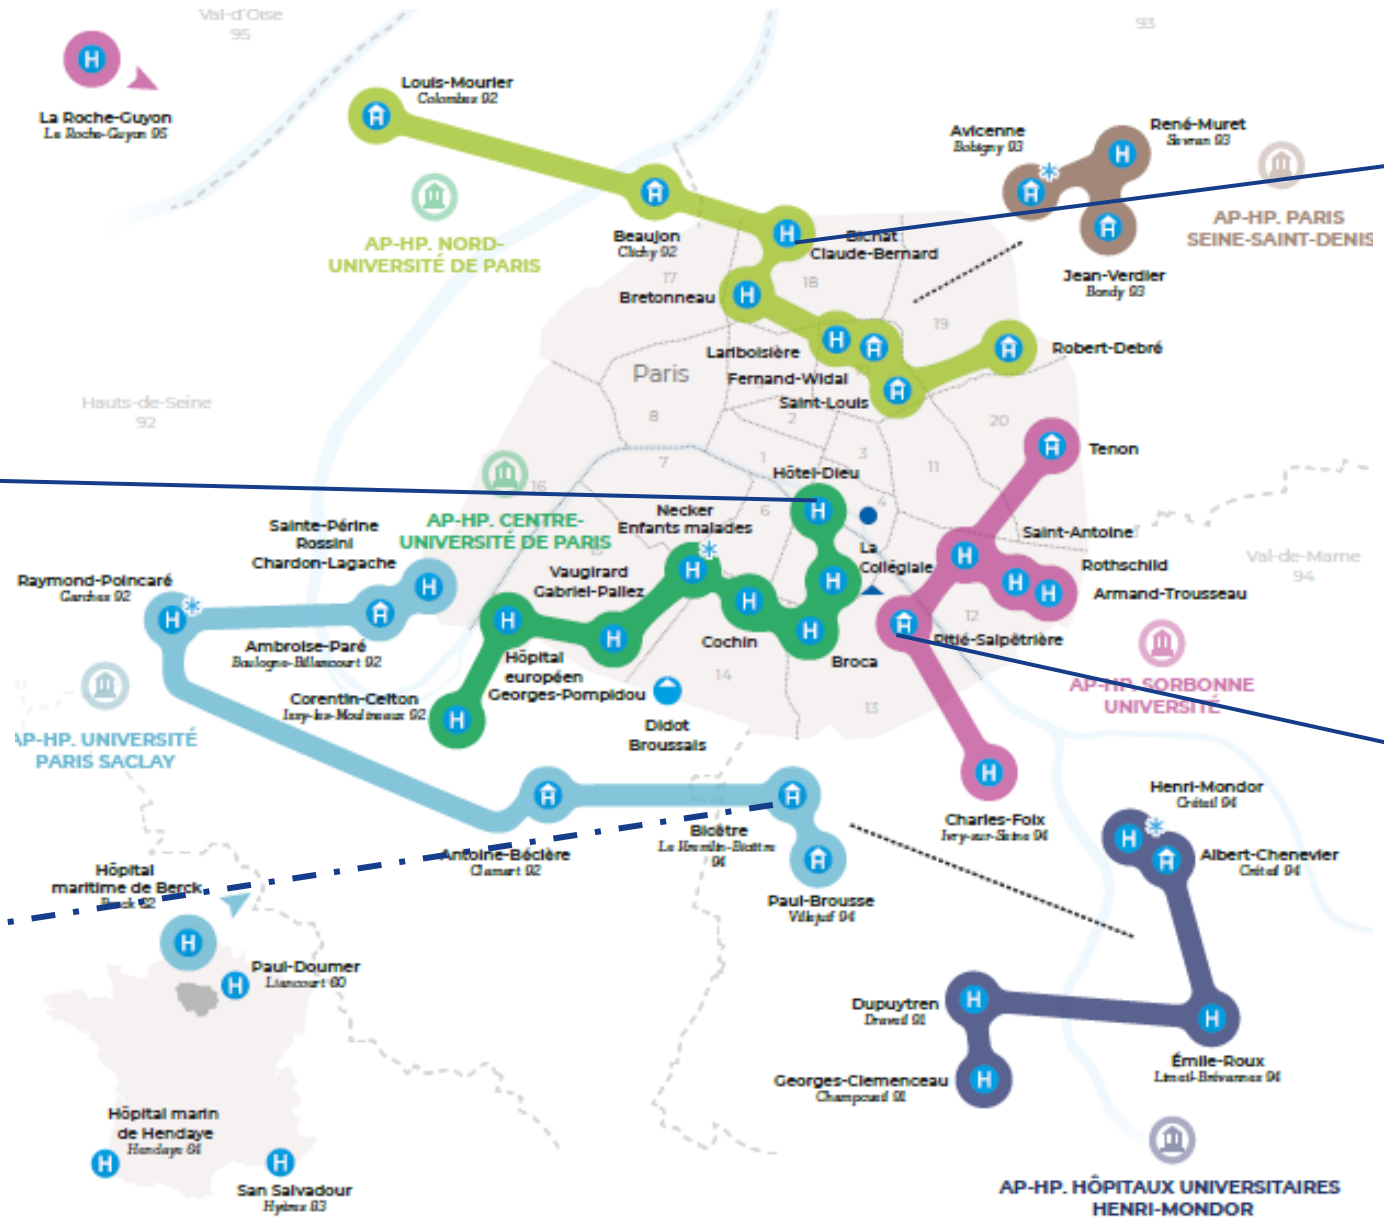 Val-d'Oise
95
93
La Roche-Guyon
La Roche-Guyon 95
Louis-Mourier
Colombes 92
Avicenne
Bobigny 93
René-Muret
Sevran 93
AP-HP. PARIS
SEINE-SAINT-DENIS
Jean-Verdier
Bondy 93
AP-HP. NORD-
UNIVERSITÉ DE PARIS
Beaujon
Clichy 92
Bichat
Claude-Bernard
17
18
Bretonneau
19
Lariboisière
Fernand-Widal
Saint-Louis
Robert-Debré
Paris
Hauts-de-Seine
92
8
2
20
Tenon
7
1
3
11
Hôtel-Dieu
16
6
4
AP-HP. CENTRE-
UNIVERSITÉ DE PARIS
15
Necker
Enfants malades
Sainte-Périne
Rossini
Chardon-Lagache
La
Collégiale
Saint-Antoine
Rothschild
Armand-Trousseau
Val-de-Marne
94
Raymond-Poincaré
Garches 92
Vaugirard
Gabriel-Pallez
12
Ambroise-Paré
Boulogne-Billancourt 92
Cochin
Broca
Pitié-Salpêtrière
Hôpital
européen
Georges-Pompidou
14
13
AP-HP. SORBONNE
UNIVERSITÉ
Corentin-Celton
Issy-les-Moulineaux 92
Didot
Broussais
AP-HP. UNIVERSITÉ
PARIS SACLAY
Henri-Mondor
Créteil 94
Charles-Foix
Ivry-sur-Seine 94
Bicêtre
Le Kremlin-Bicêtre
94
Antoine-Béclère
Clamart 92
Albert-Chenevier
Créteil 94
Hôpital
maritime de Berck
Berck 62
Paul-Brousse
Villejuif 94
Paul-Doumer
Liancourt 60
Dupuytren
Draveil 91
Georges-Clemenceau
Champcueil 91
Émile-Roux
Limeil-Brévannes 94
Hôpital marin
de Hendaye
Hendaye 64
San Salvadour
Hyères 83
AP-HP. HÔPITAUX UNIVERSITAIRES
HENRI-MONDOR